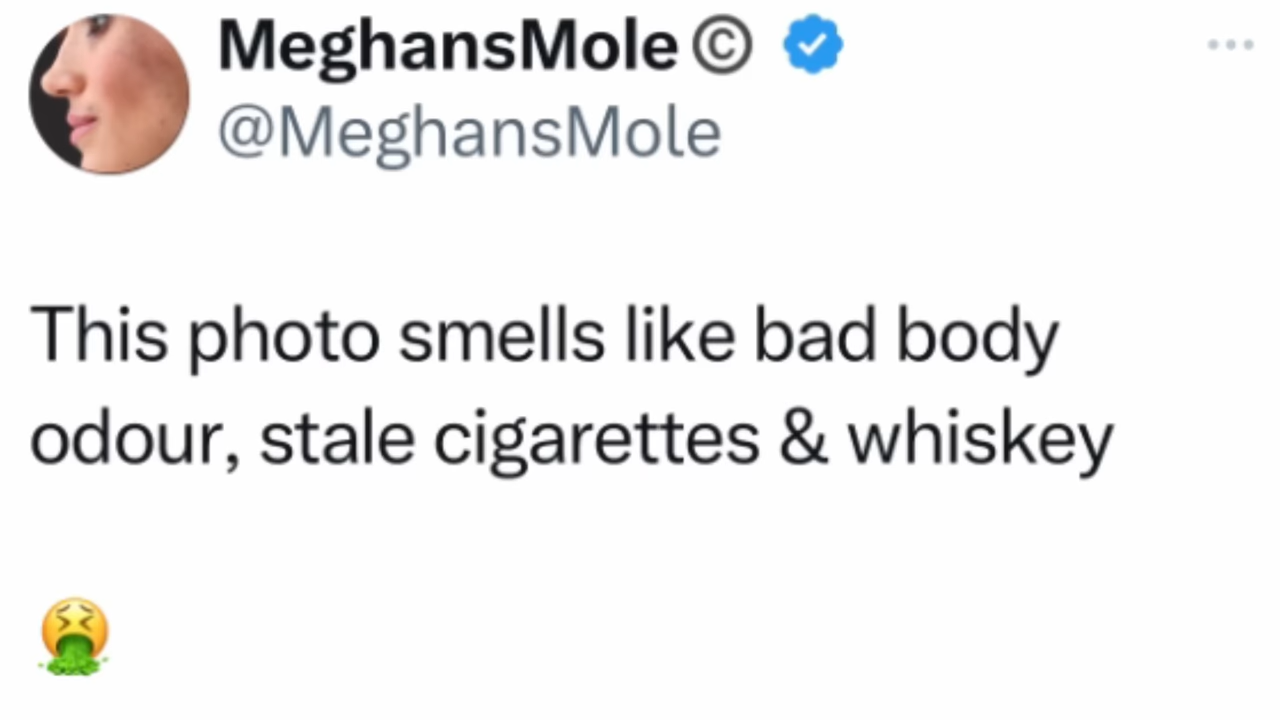 MeghansMole ©
@MeghansMole
This photo smells like bad body
odour, stale cigarettes & whiskey
🤮